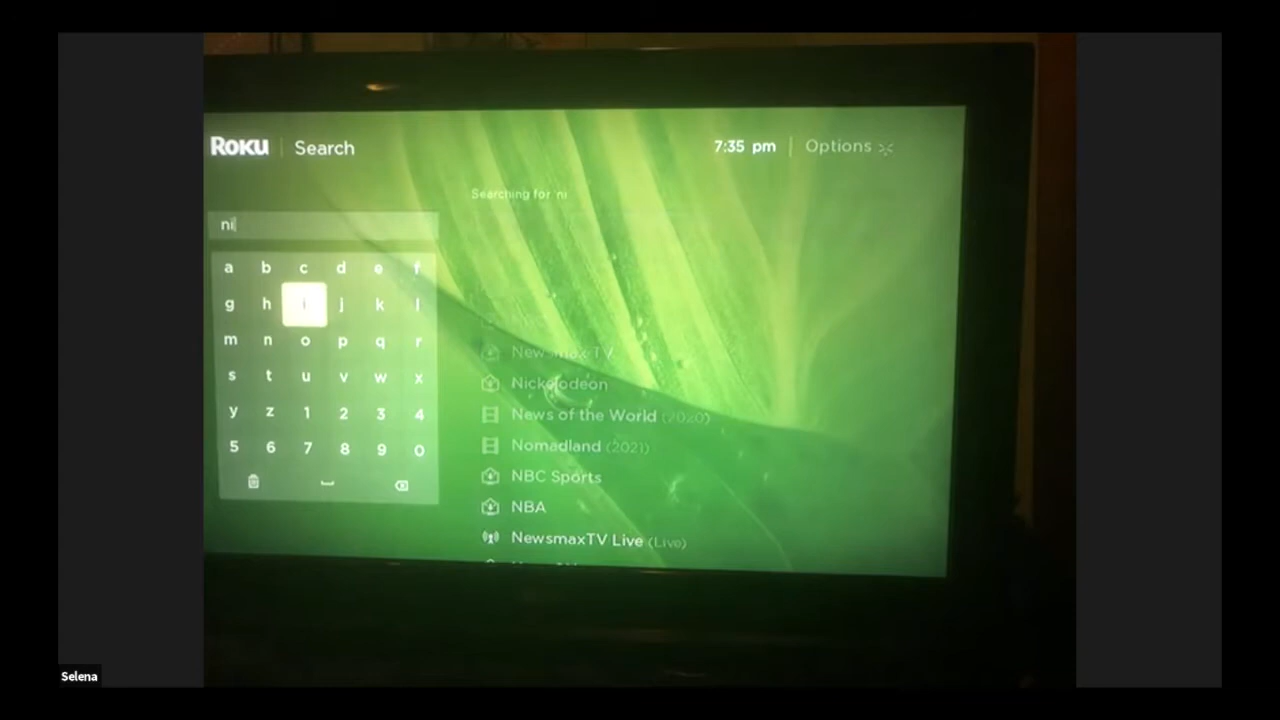 Roku | Search
7:35 pm | Options
Searching for 'ni
ni
a b c d e f
g h i j k l
m n o p q r
s t u v w x
y z 1 2 3 4
5 6 7 8 9 0
Newsmax TV
Nickelodeon
News of the World (2020)
Nomadland (2021)
NBC Sports
NBA
NewsmaxTV Live (Live)
Selena